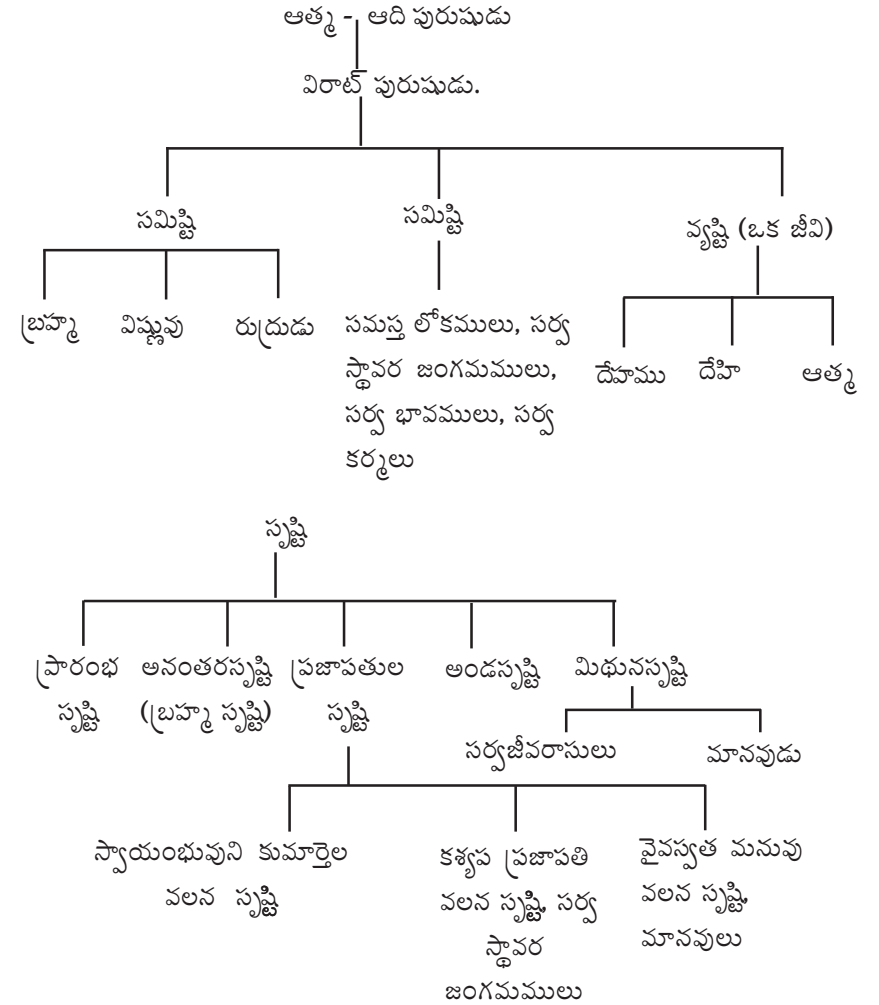 ఆత్మ - ఆది పురుషుడు
విరాట్ పురుషుడు.
సమిష్టి
సమిష్టి
వ్యష్టి (ఒక జీవి)
బ్రహ్మ
విష్ణువు
రుద్రుడు
సమస్త లోకములు, సర్వ
స్థావర జంగమములు,
సర్వ భావములు, సర్వ
కర్మలు
దేహము
దేహి
ఆత్మ
సృష్టి
ప్రారంభ
సృష్టి
అనంతరసృష్టి
(బ్రహ్మ సృష్టి)
ప్రజాపతుల
సృష్టి
అండసృష్టి
మిథునసృష్టి
సర్వజీవరాసులు
మానవుడు
స్వాయంభువుని కుమార్తెల
వలన సృష్టి
కశ్యప ప్రజాపతి
వలన సృష్టి, సర్వ
స్థావర
జంగమములు
వైవస్వత మనువు
వలన సృష్టి,
మానవులు